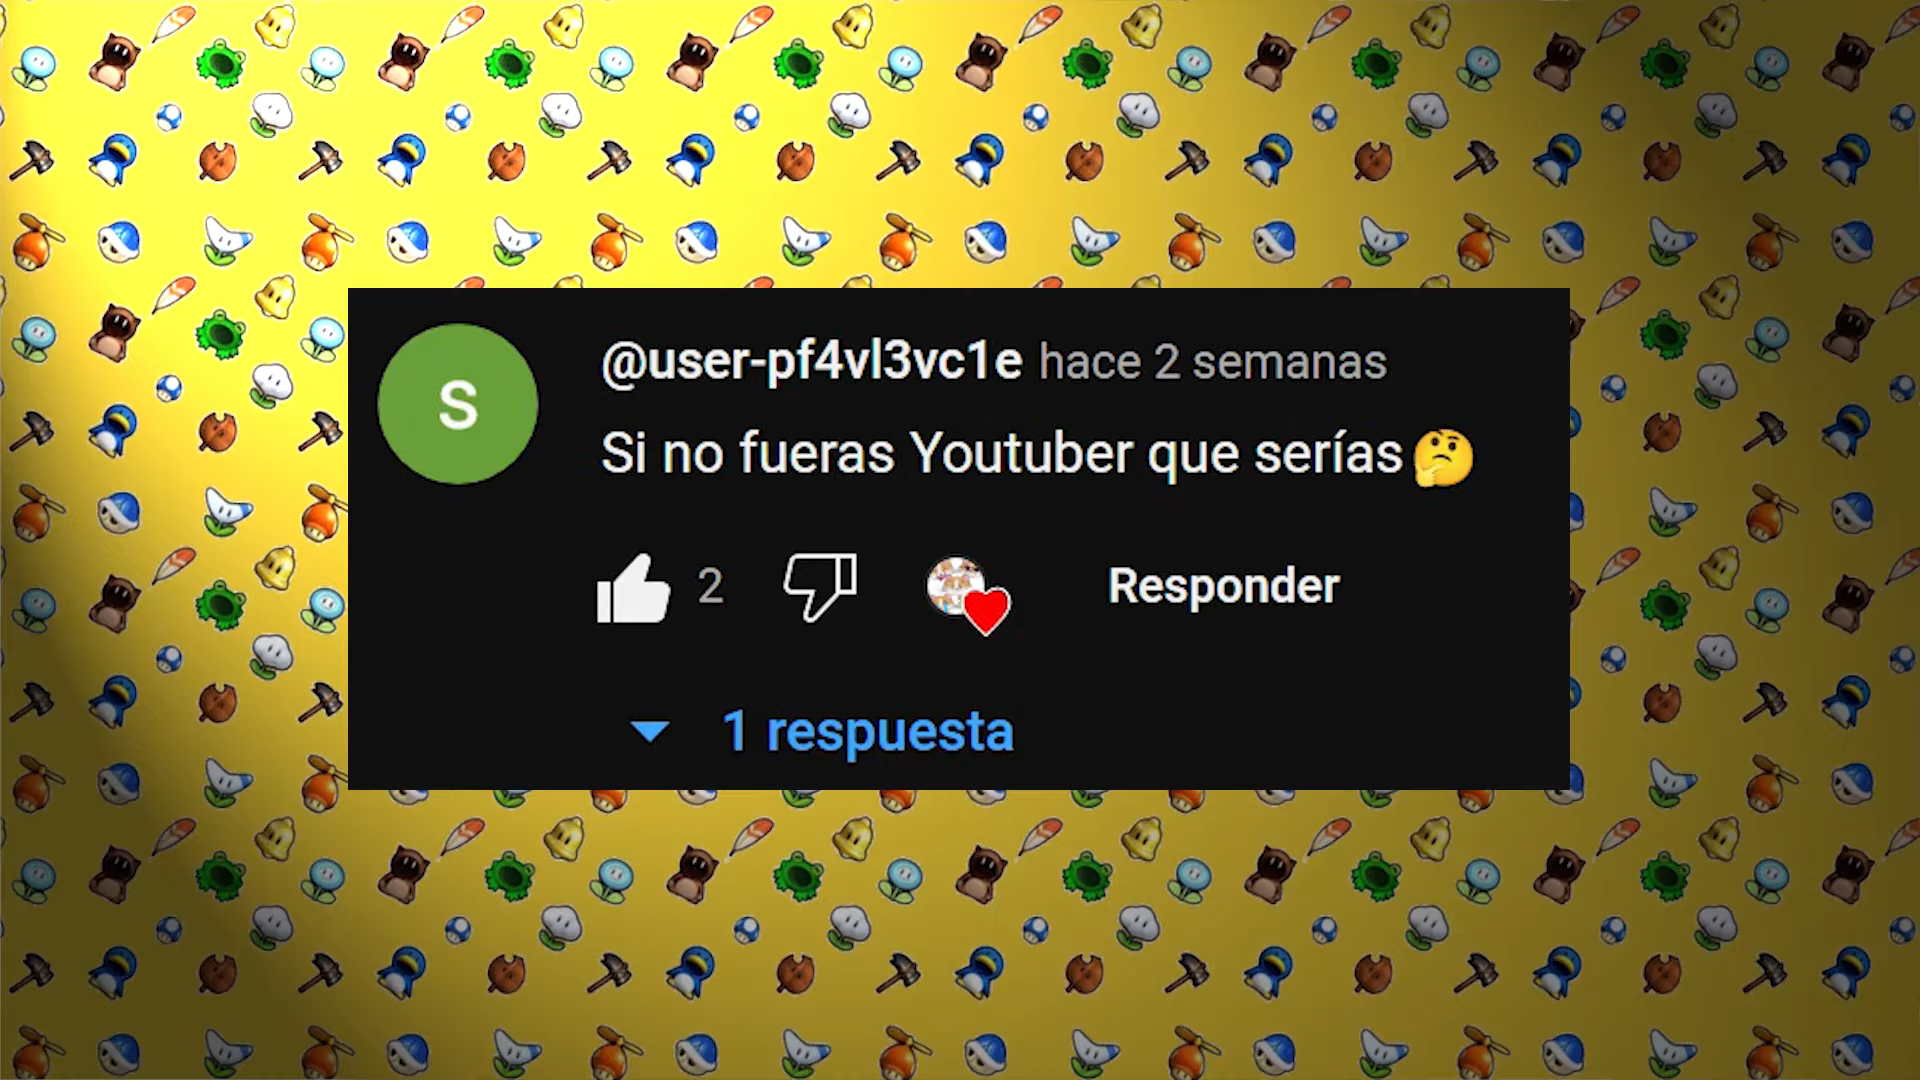 S
@user-pf4vl3vc1e hace 2 semanas
Si no fueras Youtuber que serías🤔
2
Responder
1 respuesta